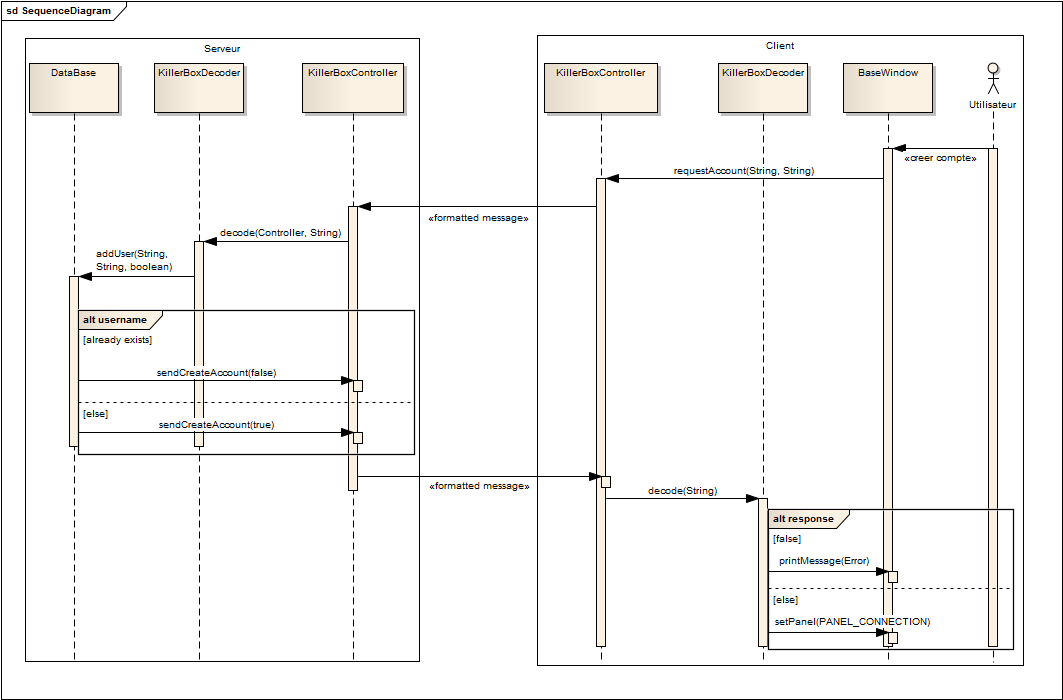 sd SequenceDiagram
Serveur
Client
DataBase
KillerBoxDecoder
KillerBoxController
KillerBoxController
KillerBoxDecoder
BaseWindow
Utilisateur
«creer compte»
requestAccount(String, String)
«formatted message»
decode(Controller, String)
addUser(String,
String, boolean)
alt username
[already exists]
sendCreateAccount(false)
[else]
sendCreateAccount(true)
«formatted message»
decode(String)
alt response
[false]
printMessage(Error)
[else]
setPanel(PANEL_CONNECTION)